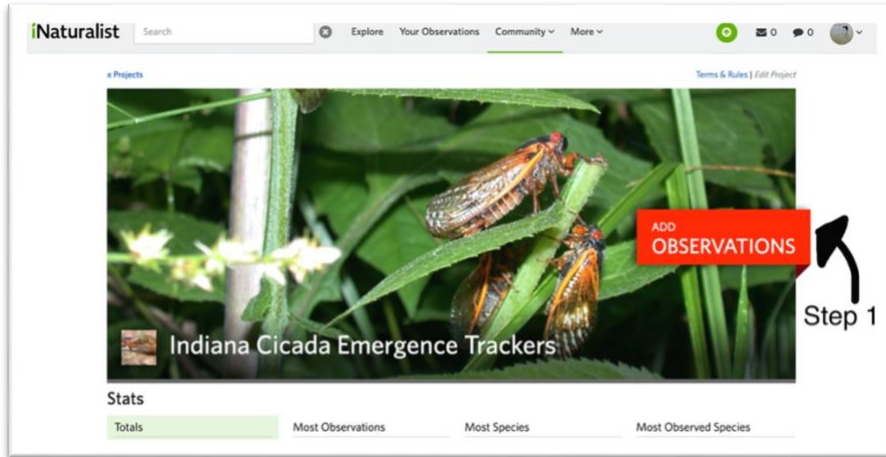 iNaturalist Search Explore Your Observations Community More 0 0
« Projects Terms & Rules | Edit Project
ADD
OBSERVATIONS
Step 1
Indiana Cicada Emergence Trackers
Stats
Totals Most Observations Most Species Most Observed Species